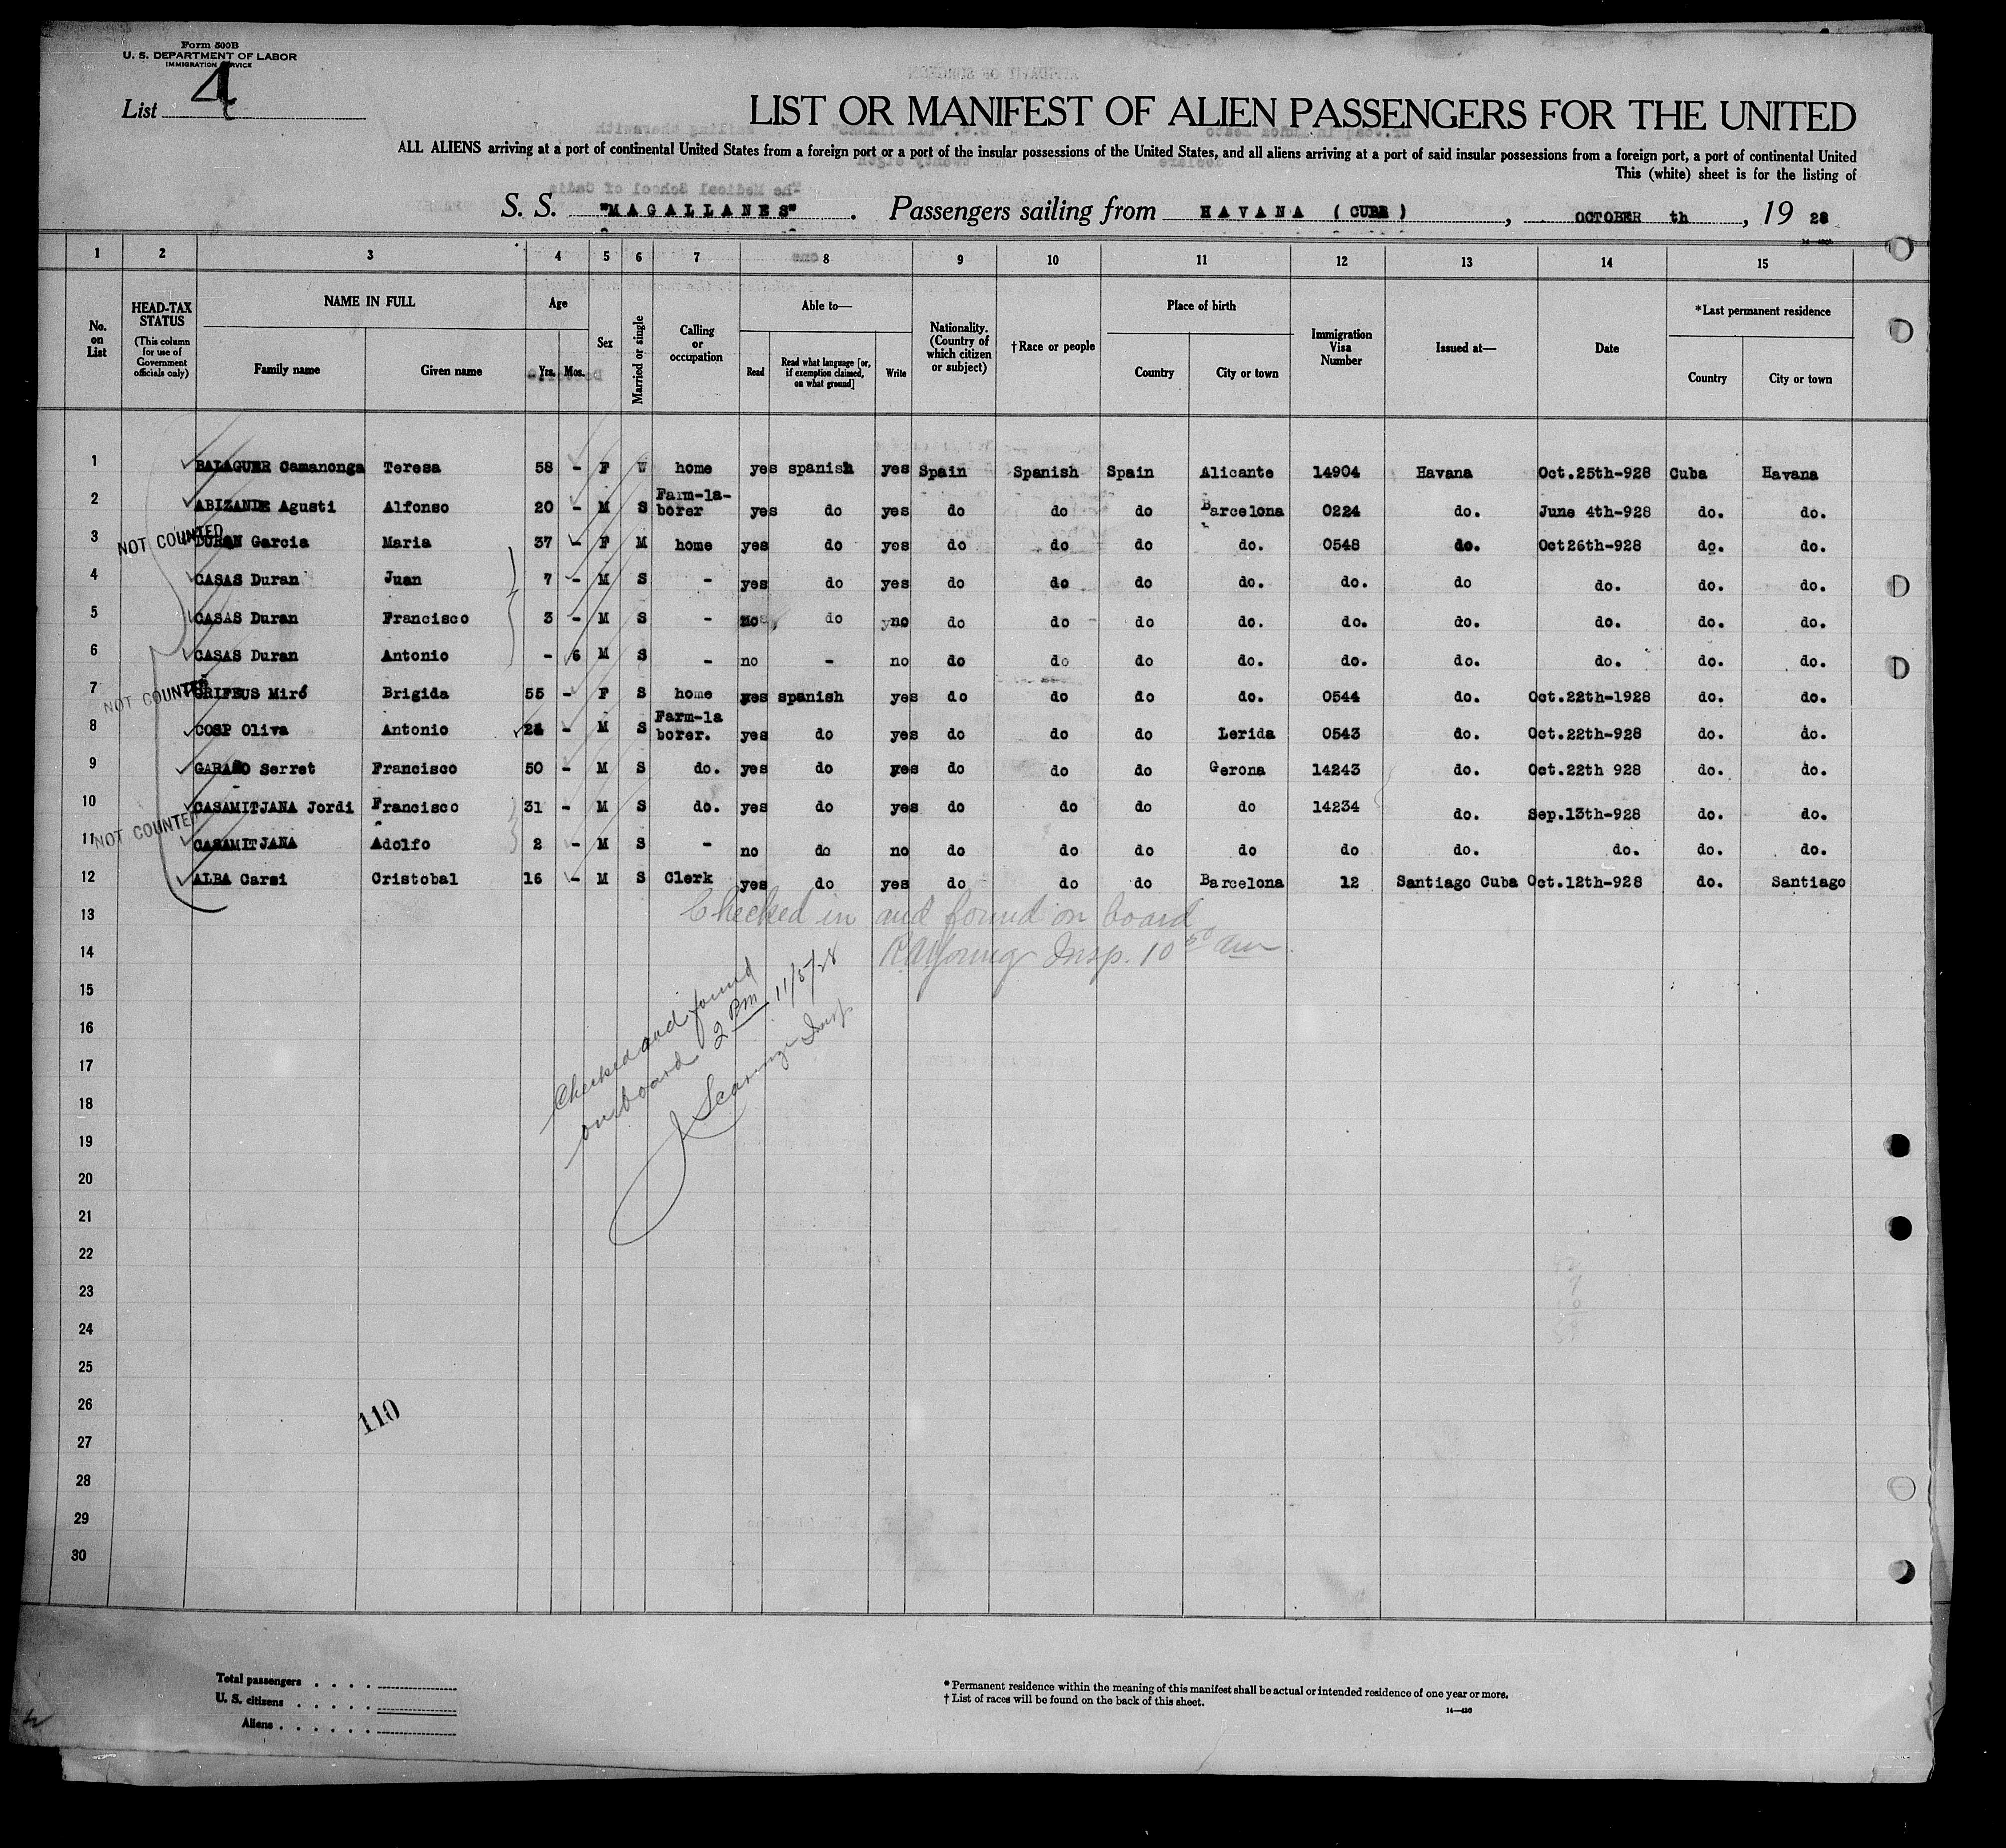 Form 500B
U. S. DEPARTMENT OF LABOR
IMMIGRATION SERVICE
List 4
LIST OR MANIFEST OF ALIEN PASSENGERS FOR THE UNITED
ALL ALIENS arriving at a port of continental United States from a foreign port or a port of the insular possessions of the United States, and all aliens arriving at a port of said insular possessions from a foreign port, a port of continental United
This (white) sheet is for the listing of
S. S. "MAGALLANES". Passengers sailing from HAVANA (CUBA), OCTOBER th, 19 28
1 2 3 4 5 6 7 8 9 10 11 12 13 14 15
No. on List
HEAD-TAX STATUS (This column for use of Government officials only)
NAME IN FULL Family name Given name
Age Yrs. Mos.
Sex
Married or single
Calling or occupation
Able to— Read Read what language [or, if exemption claimed, on what ground] Write
Nationality. (Country of which citizen or subject)
†Race or people
Place of birth Country City or town
Immigration Visa Number
Issued at—
Date
*Last permanent residence Country City or town
1 BALAGUER Camanonga Teresa 58 - F W home yes spanish yes Spain Spanish Spain Alicante 14904 Havana Oct.25th-928 Cuba Havana
2 ABIZANDE Agusti Alfonso 20 - M S Farm-la-borer yes do yes do do do Barcelona 0224 do. June 4th-928 do. do.
NOT COUNTED
3 DURAN Garcia Maria 37 - F M home yes do yes do do do do. 0548 do. Oct26th-928 do. do.
4 CASAS Duran Juan 7 - M S - yes do yes do do do do. do. do do. do. do.
5 CASAS Duran Francisco 3 - M S - no do no do do do do. do. do. do. do. do.
6 CASAS Duran Antonio - 6 M S - no - no do do do do. do. do. do. do. do.
NOT COUNTED
7 GRIFEUS Miró Brigida 55 - F S home yes spanish yes do do do do. 0544 do. Oct.22th-1928 do. do.
8 COSP Oliva Antonio - M S Farm-la borer. yes do yes do do do Lerida 0543 do. Oct.22th-928 do. do.
9 Serret Francisco 50 - M S do. yes do yes do do do Gerona 14243 do. Oct.22th 928 do. do.
10 CASAMITJANA Jordi Francisco 31 - M S do. yes do yes do do do do 14234 do. Sep.13th-928 do. do.
NOT COUNTED
11 CASAMITJANA Adolfo 2 - M S - no do no do do do do do do. do. do. do.
12 ALBA Carsi Cristobal 16 - M S Clerk yes do yes do do do Barcelona 12 Santiago Cuba Oct.12th-928 do. Santiago
13
Checked in and found on board
14
RAYoung Insp. 10 50 am
15
16
17
18
Checked and found
on board 2 Pm 11/5/28
Insp
19
20
21
22
23
24
25
26
110
27
28
29
30
Total passengers . . . .
U. S. citizens . . . . .
Aliens . . . . . .
* Permanent residence within the meaning of this manifest shall be actual or intended residence of one year or more.
† List of races will be found on the back of this sheet.
14—430